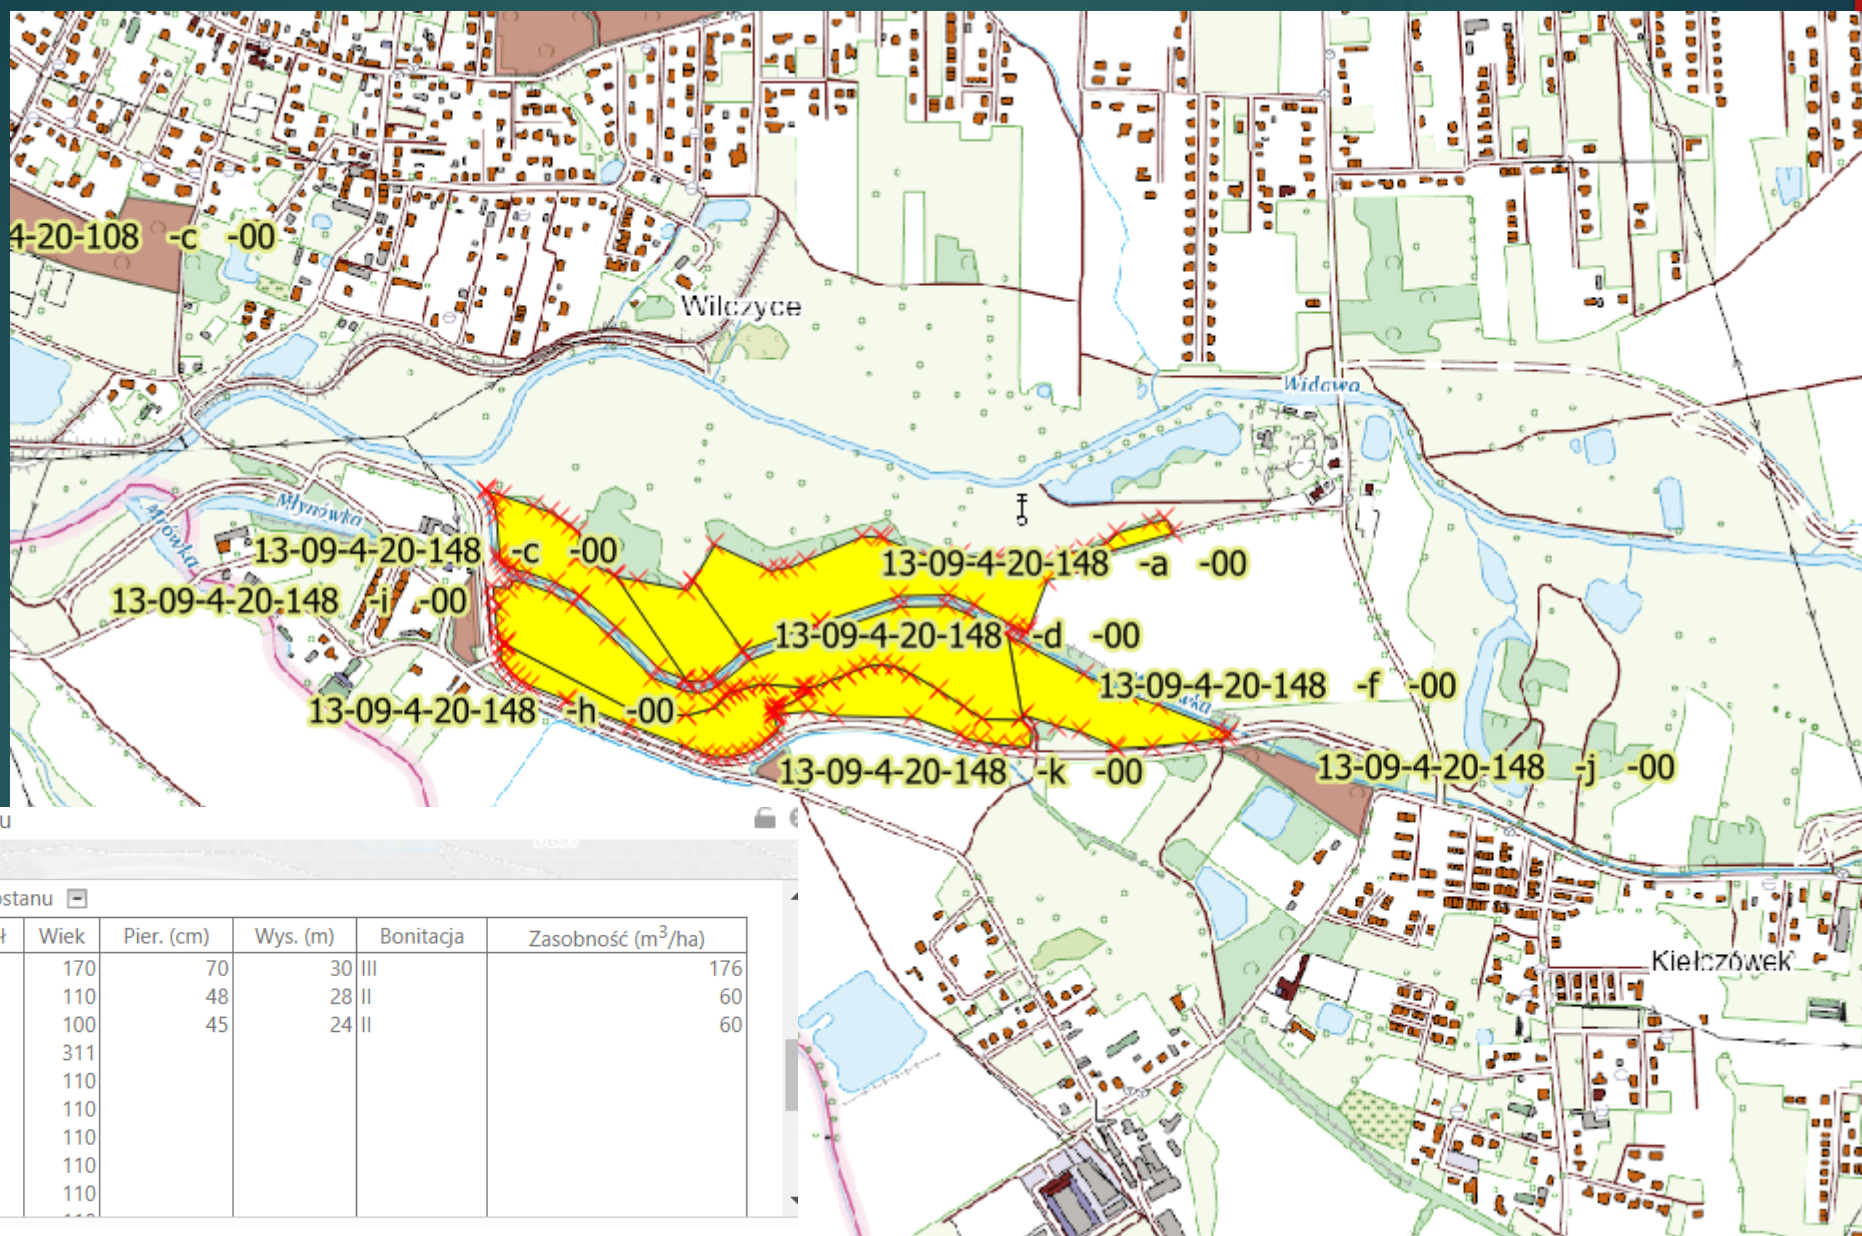 4-20-108 -c -00
Wilczyce
Widawa
Młynówka
Mrówka
13-09-4-20-148 -c -00
13-09-4-20-148 -a -00
13-09-4-20-148 -i -00
13-09-4-20-148 -d -00
13-09-4-20-148 -f -00
wka
13-09-4-20-148 -h -00
13-09-4-20-148 -k -00
13-09-4-20-148 -j -00
Kiełczówek
u
ostanu
ł Wiek Pier. (cm) Wys. (m) Bonitacja Zasobność (m³/ha)
170 70 30 III 176
110 48 28 II 60
100 45 24 II 60
311
110
110
110
110
110